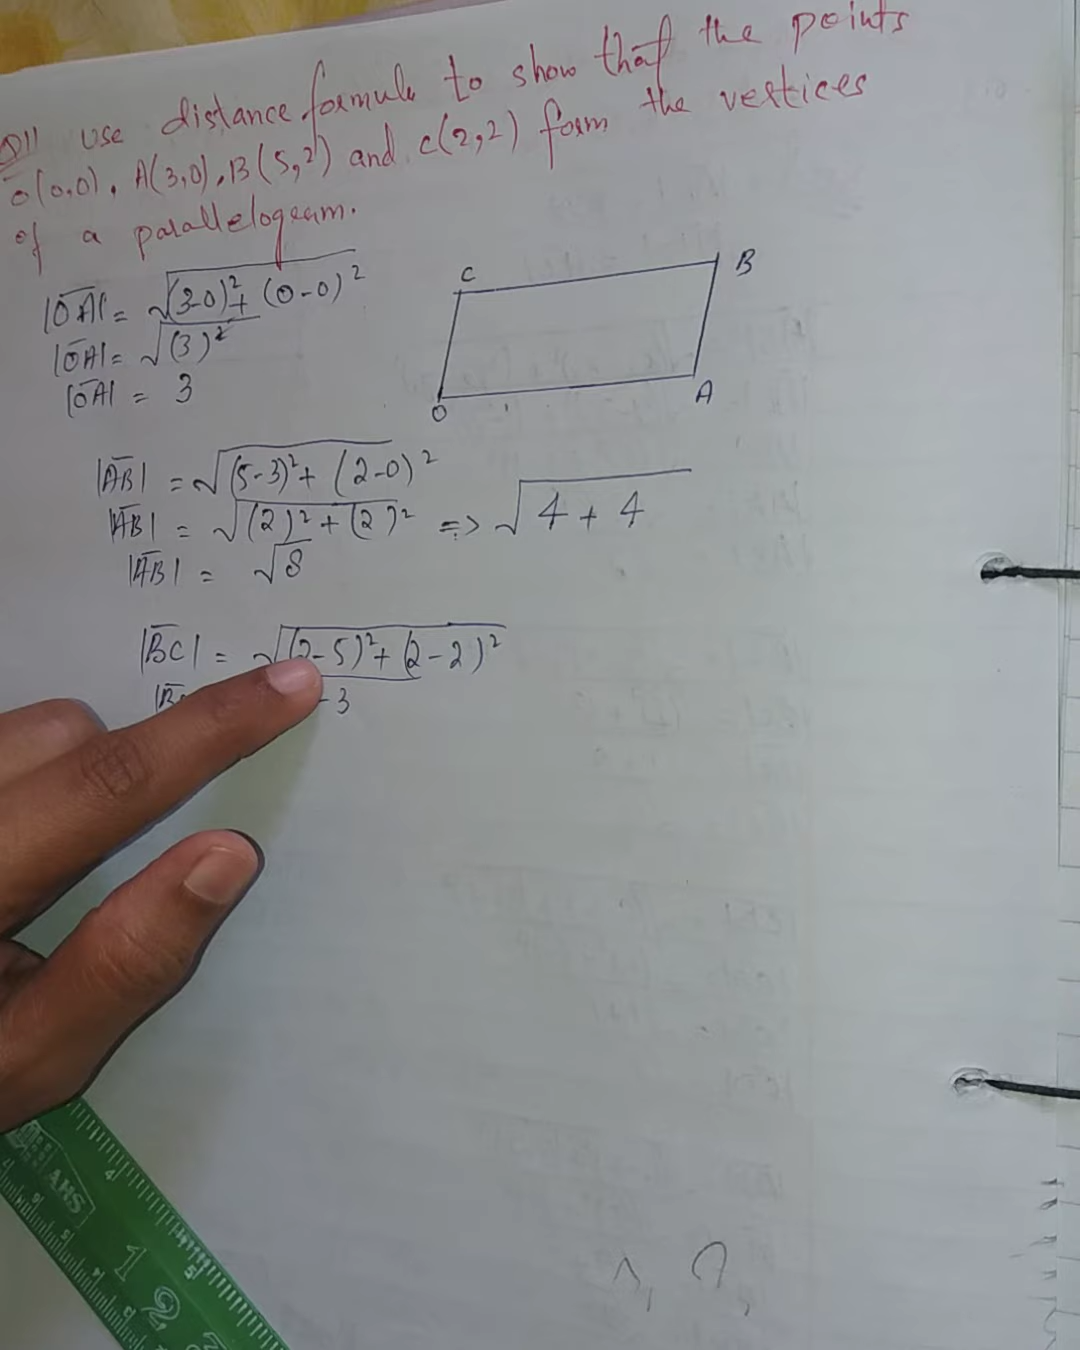 Q11 use distance formula to show that the points
O(0,0), A(3,0), B(5,2) and C(2,2) form the vertices
of a parallelogram.
|OA| = √(3-0)² + (0-0)²
|OA| = √(3)²
|OA| = 3
C B
O A
|AB| = √(5-3)² + (2-0)²
|AB| = √(2)² + (2)² => √4 + 4
|AB| = √8
|BC| = √(2-5)² + (2-2)²
-3
AHS
1 2